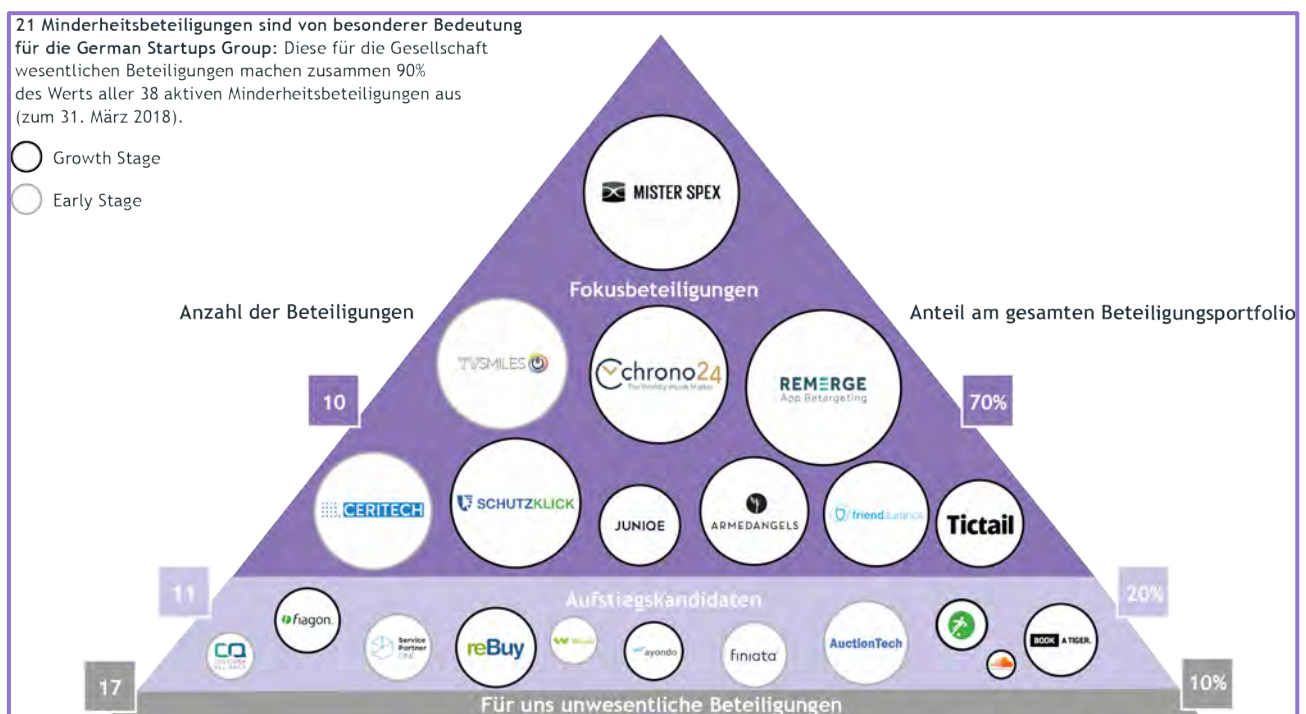 21 Minderheitsbeteiligungen sind von besonderer Bedeutung
für die German Startups Group: Diese für die Gesellschaft
wesentlichen Beteiligungen machen zusammen 90%
des Werts aller 38 aktiven Minderheitsbeteiligungen aus
(zum 31. März 2018).
Growth Stage
Early Stage
MISTER SPEX
Fokusbeteiligungen
Anzahl der Beteiligungen
Anteil am gesamten Beteiligungsportfolio
TVSMILES
chrono24
REMERGE
App Retargeting
10
70%
CERITECH
SCHUTZKLICK
JUNIQE
ARMEDANGELS
friendsurance
Tictail
11
Aufstiegskandidaten
20%
CQ
fiagon.
Service
Partner
ONE
reBuy
ayondo
finiata
AuctionTech
BOOK A TIGER.
17
Für uns unwesentliche Beteiligungen
10%